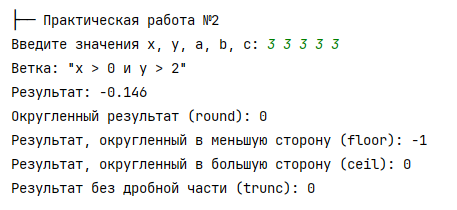 ├── Практическая работа №2
Введите значения x, y, a, b, c: 3 3 3 3 3
Ветка: "x > 0 и y > 2"
Результат: -0.146
Округленный результат (round): 0
Результат, округленный в меньшую сторону (floor): -1
Результат, округленный в большую сторону (ceil): 0
Результат без дробной части (trunc): 0